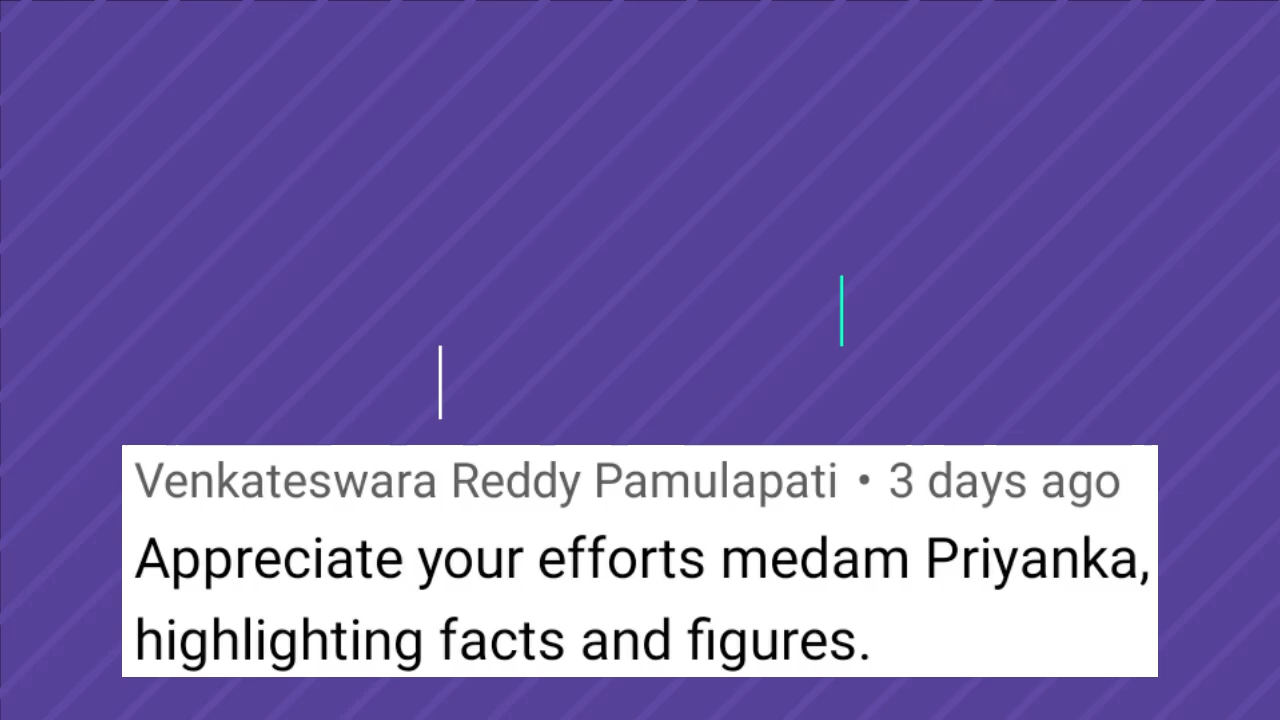 Venkateswara Reddy Pamulapati • 3 days ago
Appreciate your efforts medam Priyanka,
highlighting facts and figures.